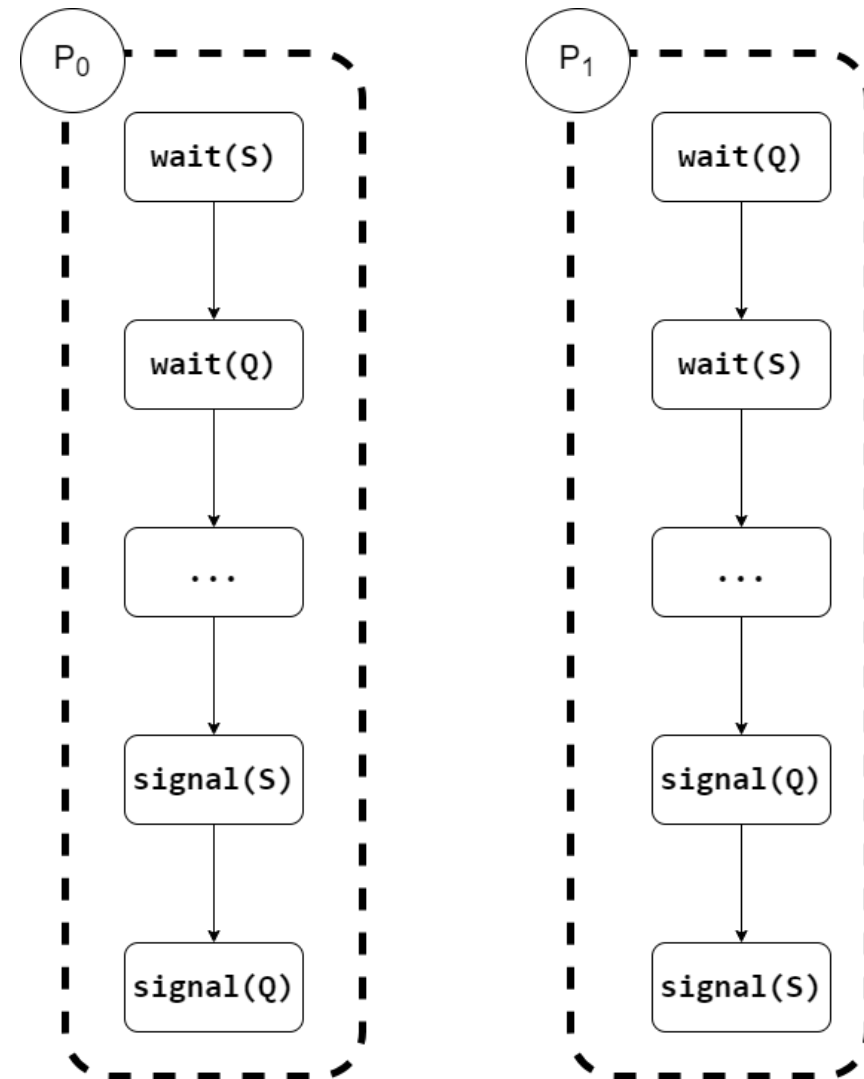 P₀
wait(S)
wait(Q)
...
signal(S)
signal(Q)
P₁
wait(Q)
wait(S)
...
signal(Q)
signal(S)